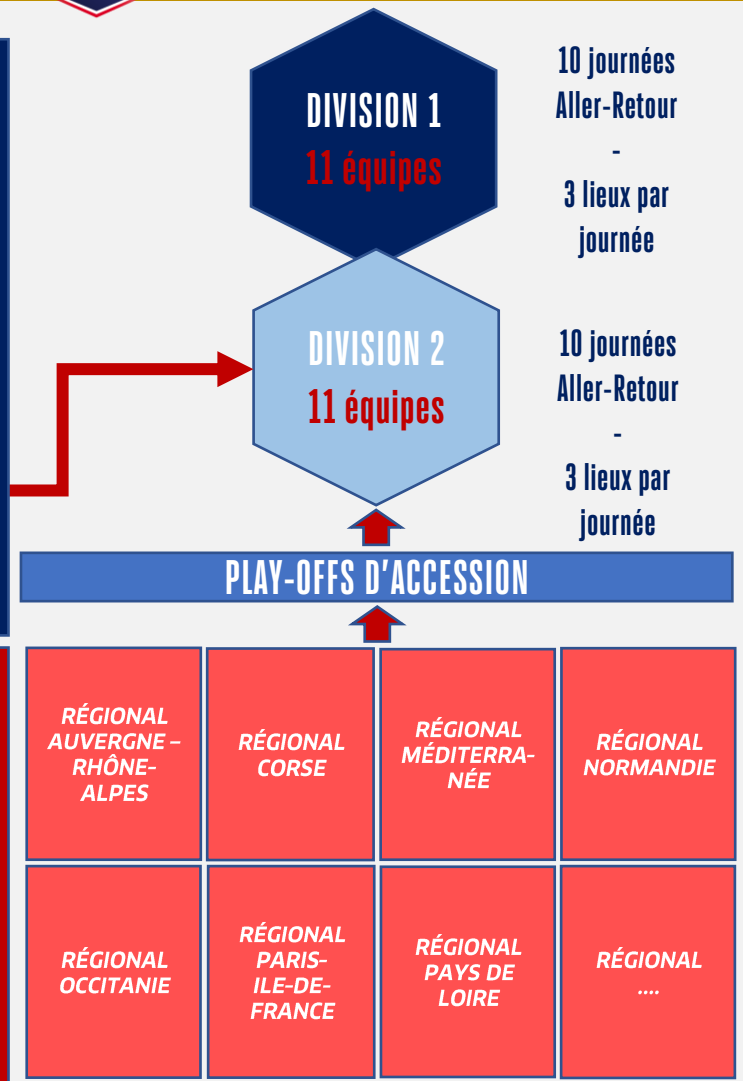 DIVISION 1
11 équipes
10 journées
Aller-Retour
-
3 lieux par
journée
DIVISION 2
11 équipes
10 journées
Aller-Retour
-
3 lieux par
journée
PLAY-OFFS D'ACCESSION
RÉGIONAL
AUVERGNE –
RHÔNE-
ALPES
RÉGIONAL
CORSE
RÉGIONAL
MÉDITERRA-
NÉE
RÉGIONAL
NORMANDIE
RÉGIONAL
OCCITANIE
RÉGIONAL
PARIS-
ILE-DE-
FRANCE
RÉGIONAL
PAYS DE
LOIRE
RÉGIONAL
....